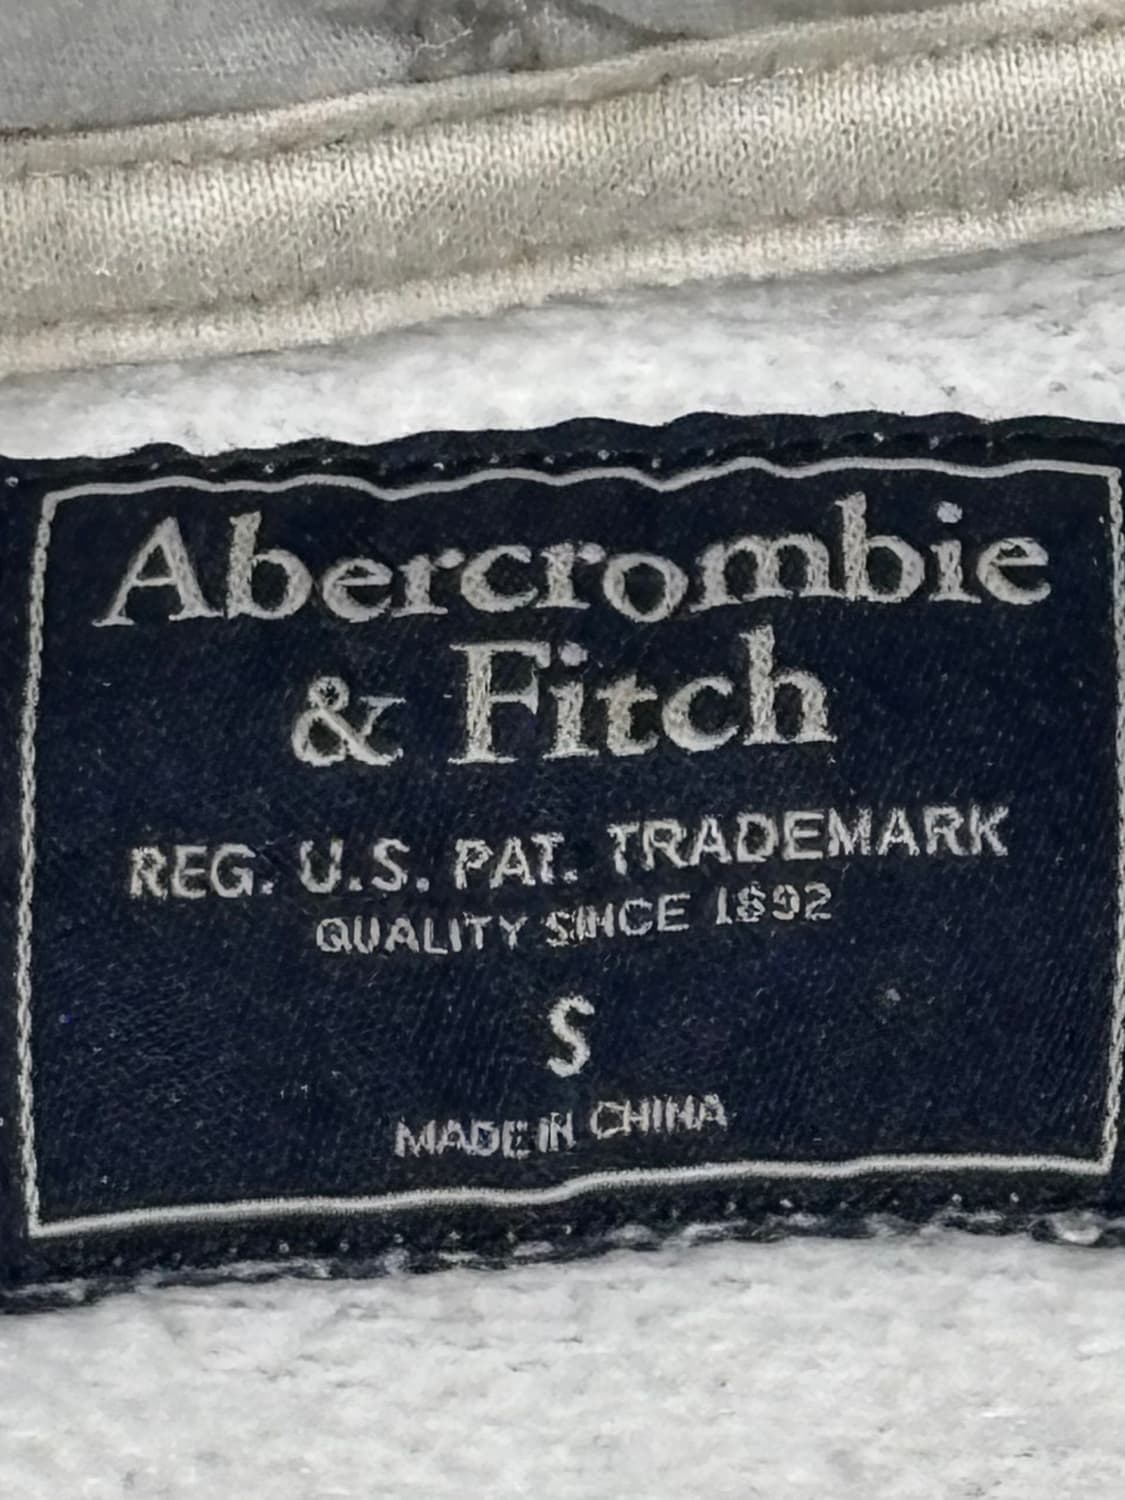 Abercrombie
& Fitch
REG. U.S. PAT. TRADEMARK
QUALITY SINCE 1892
S
MADE IN CHINA